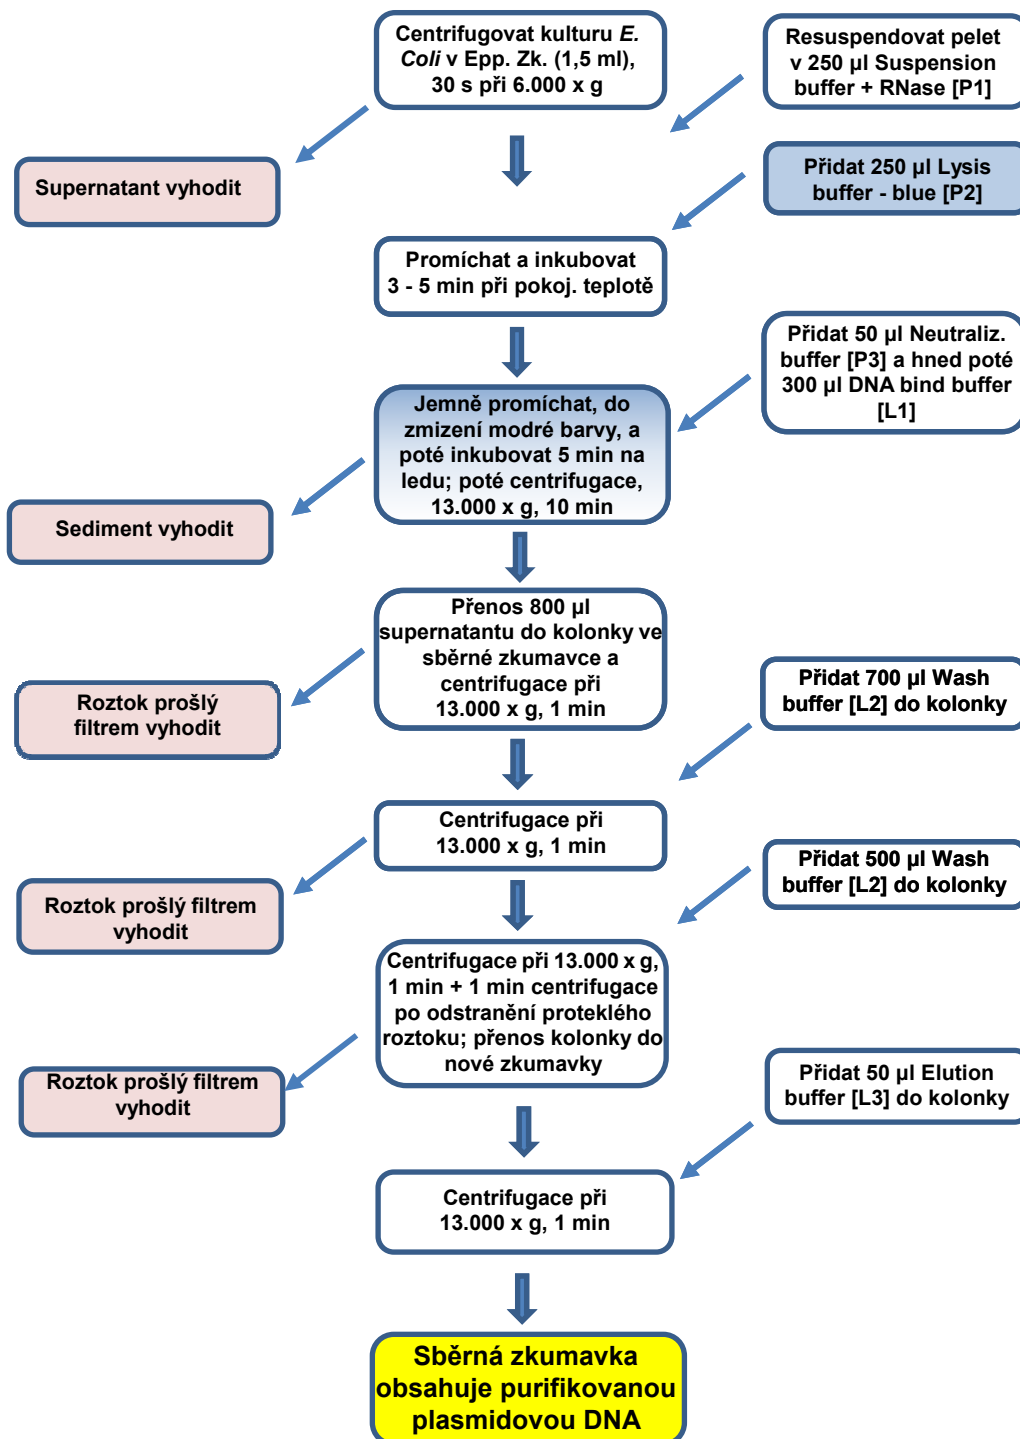 Centrifugovat kulturu E.
Coli v Epp. Zk. (1,5 ml),
30 s při 6.000 x g
Resuspendovat pelet
v 250 µl Suspension
buffer + RNase [P1]
Supernatant vyhodit
Přidat 250 µl Lysis
buffer - blue [P2]
Promíchat a inkubovat
3 - 5 min při pokoj. teplotě
Přidat 50 µl Neutraliz.
buffer [P3] a hned poté
300 µl DNA bind buffer
[L1]
Jemně promíchat, do
zmizení modré barvy, a
poté inkubovat 5 min na
ledu; poté centrifugace,
13.000 x g, 10 min
Sediment vyhodit
Přenos 800 µl
supernatantu do kolonky ve
sběrné zkumavce a
centrifugace při
13.000 x g, 1 min
Roztok prošlý
filtrem vyhodit
Přidat 700 µl Wash
buffer [L2] do kolonky
Centrifugace při
13.000 x g, 1 min
Přidat 500 µl Wash
buffer [L2] do kolonky
Roztok prošlý filtrem
vyhodit
Centrifugace při 13.000 x g,
1 min + 1 min centrifugace
po odstranění proteklého
roztoku; přenos kolonky do
nové zkumavky
Roztok prošlý filtrem
vyhodit
Přidat 50 µl Elution
buffer [L3] do kolonky
Centrifugace při
13.000 x g, 1 min
Sběrná zkumavka
obsahuje purifikovanou
plasmidovou DNA